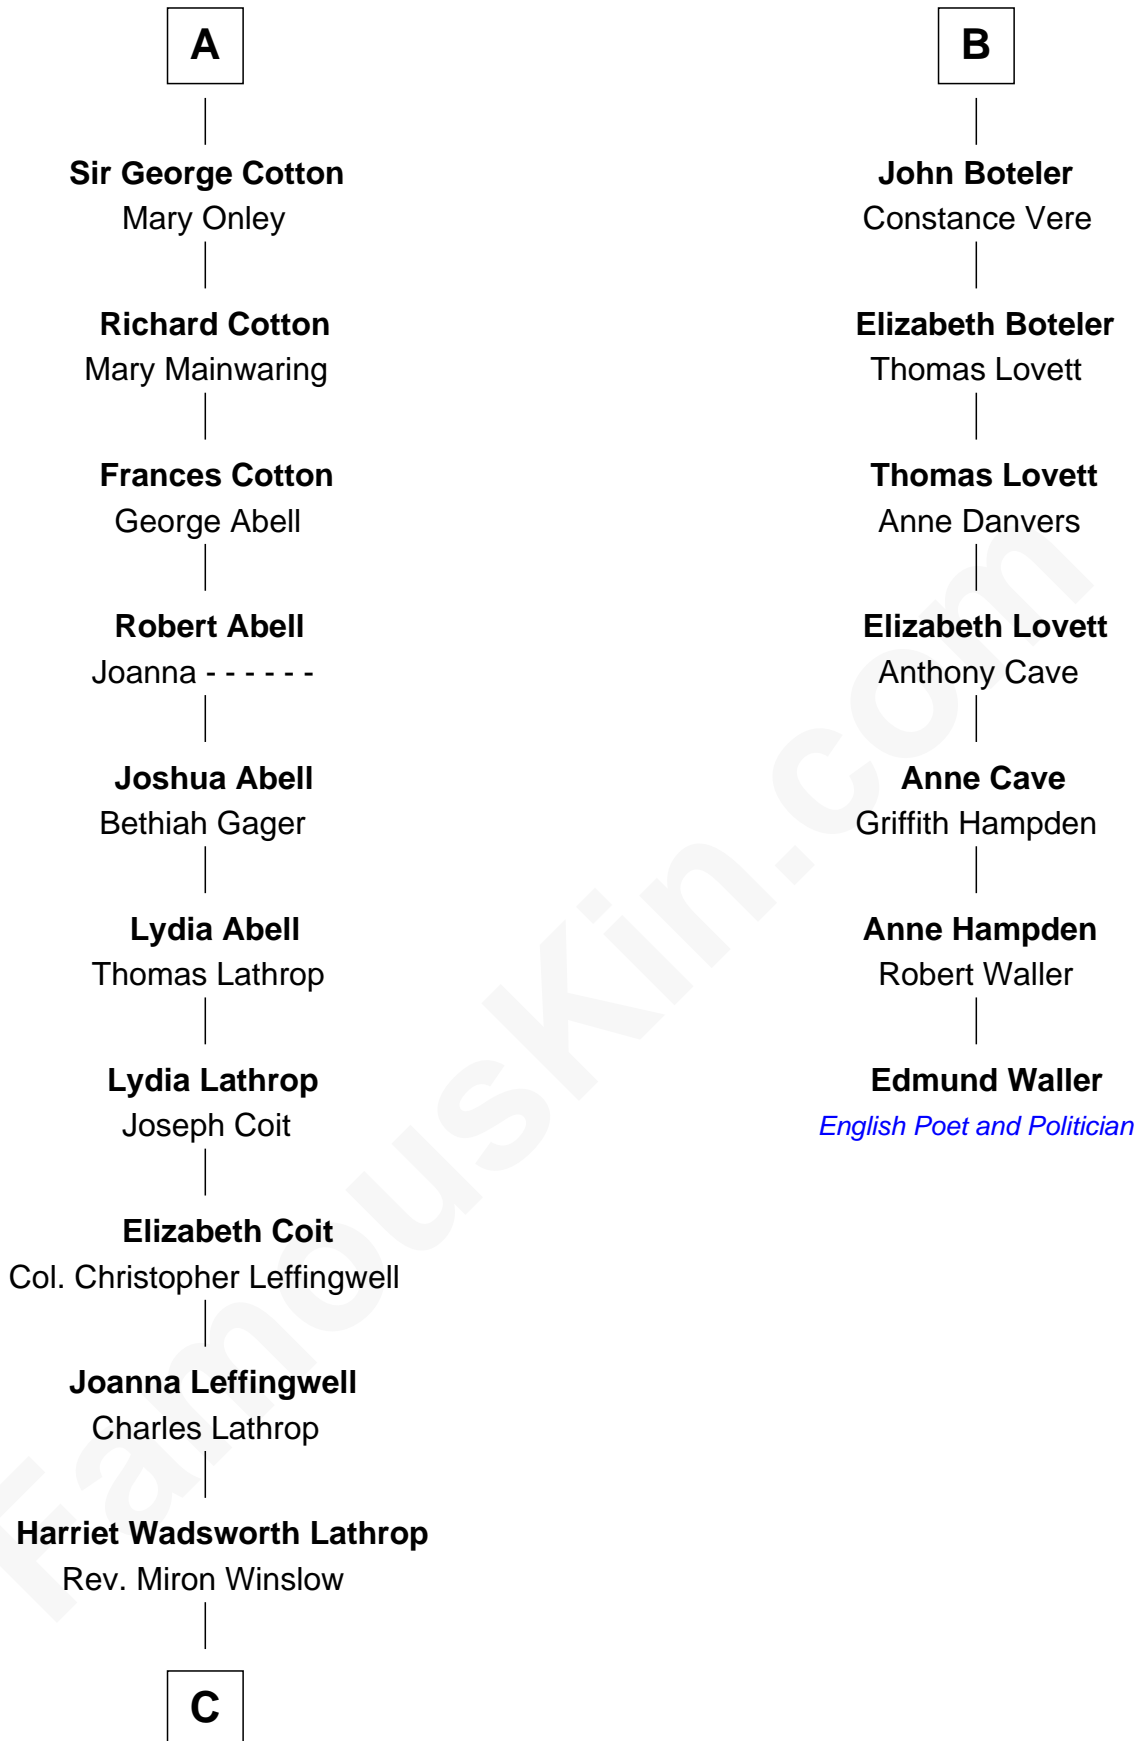 A
Sir George Cotton
Mary Onley
Richard Cotton
Mary Mainwaring
Frances Cotton
George Abell
Robert Abell
Joanna - - - - - -
Joshua Abell
Bethiah Gager
Lydia Abell
Thomas Lathrop
Lydia Lathrop
Joseph Coit
Elizabeth Coit
Col. Christopher Leffingwell
Joanna Leffingwell
Charles Lathrop
Harriet Wadsworth Lathrop
Rev. Miron Winslow
C
B
John Boteler
Constance Vere
Elizabeth Boteler
Thomas Lovett
Thomas Lovett
Anne Danvers
Elizabeth Lovett
Anthony Cave
Anne Cave
Griffith Hampden
Anne Hampden
Robert Waller
Edmund Waller
English Poet and Politician
FamousKin.com